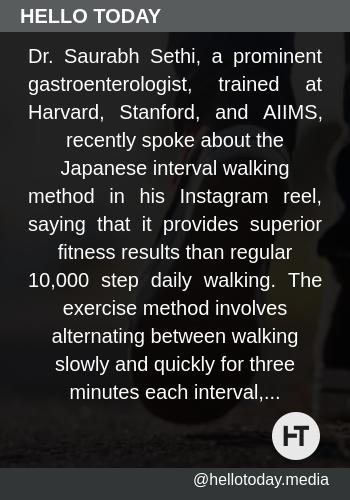 HELLO TODAY
Dr. Saurabh Sethi, a prominent
gastroenterologist, trained at
Harvard, Stanford, and AIIMS,
recently spoke about the
Japanese interval walking
method in his Instagram reel,
saying that it provides superior
fitness results than regular
10,000 step daily walking. The
exercise method involves
alternating between walking
slowly and quickly for three
minutes each interval,...
HT
@hellotoday.media